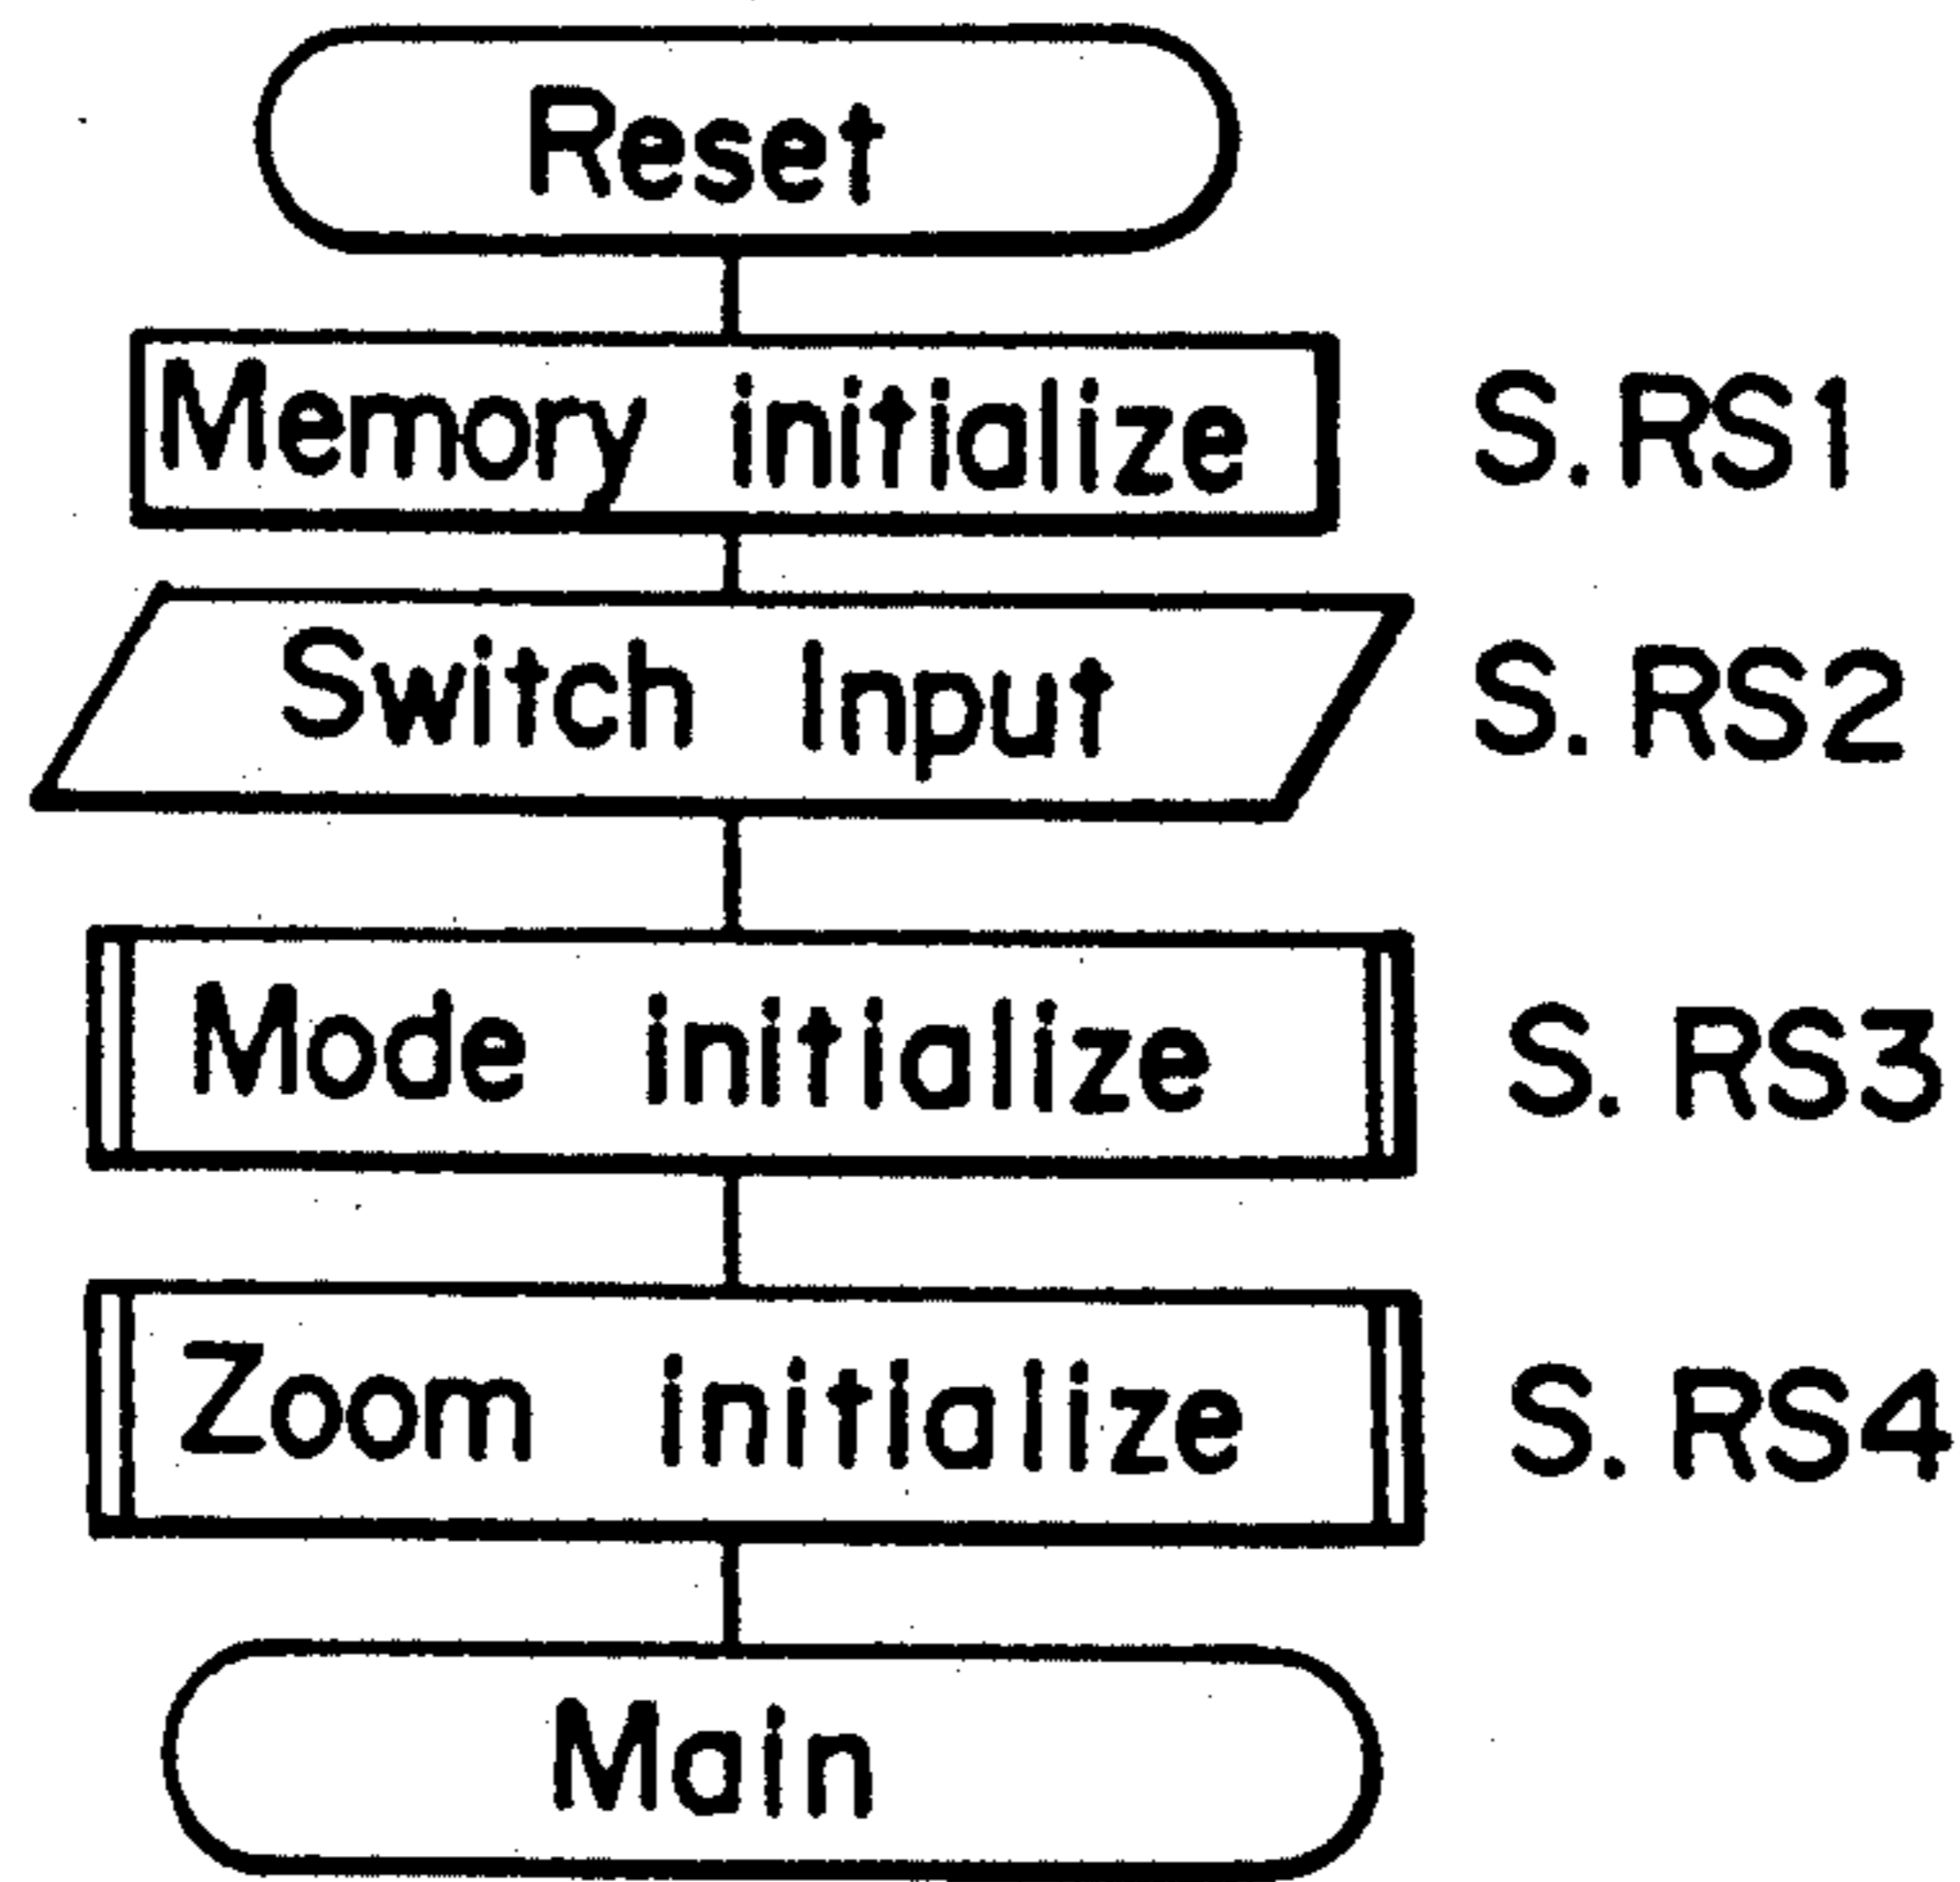 Reset
Memory initialize S.RS1
Switch Input S. RS2
Mode initialize S. RS3
Zoom initialize S. RS4
Main